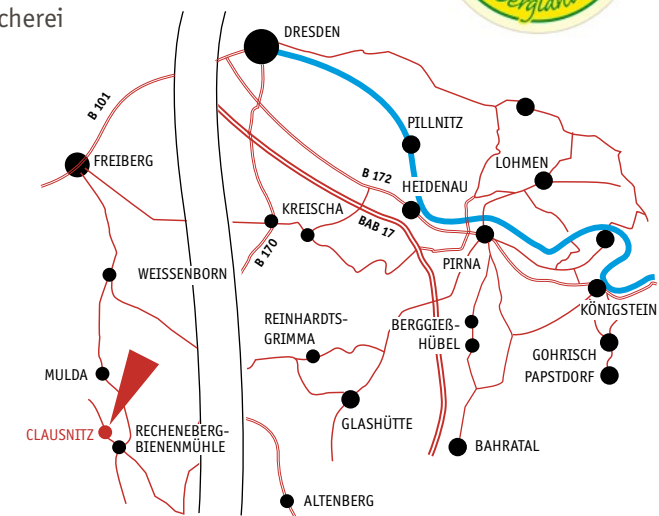 cherei
Bergland
DRESDEN
B 101
PILLNITZ
FREIBERG
LOHMEN
B 172
HEIDENAU
KREISCHA
BAB 17
B 170
PIRNA
WEISSENBORN
KÖNIGSTEIN
REINHARDTS-
GRIMMA
BERGGIEß-
HÜBEL
GOHRISCH
PAPSTDORF
MULDA
GLASHÜTTE
CLAUSNITZ
RECHENEBERG-
BIENENMÜHLE
BAHRATAL
ALTENBERG